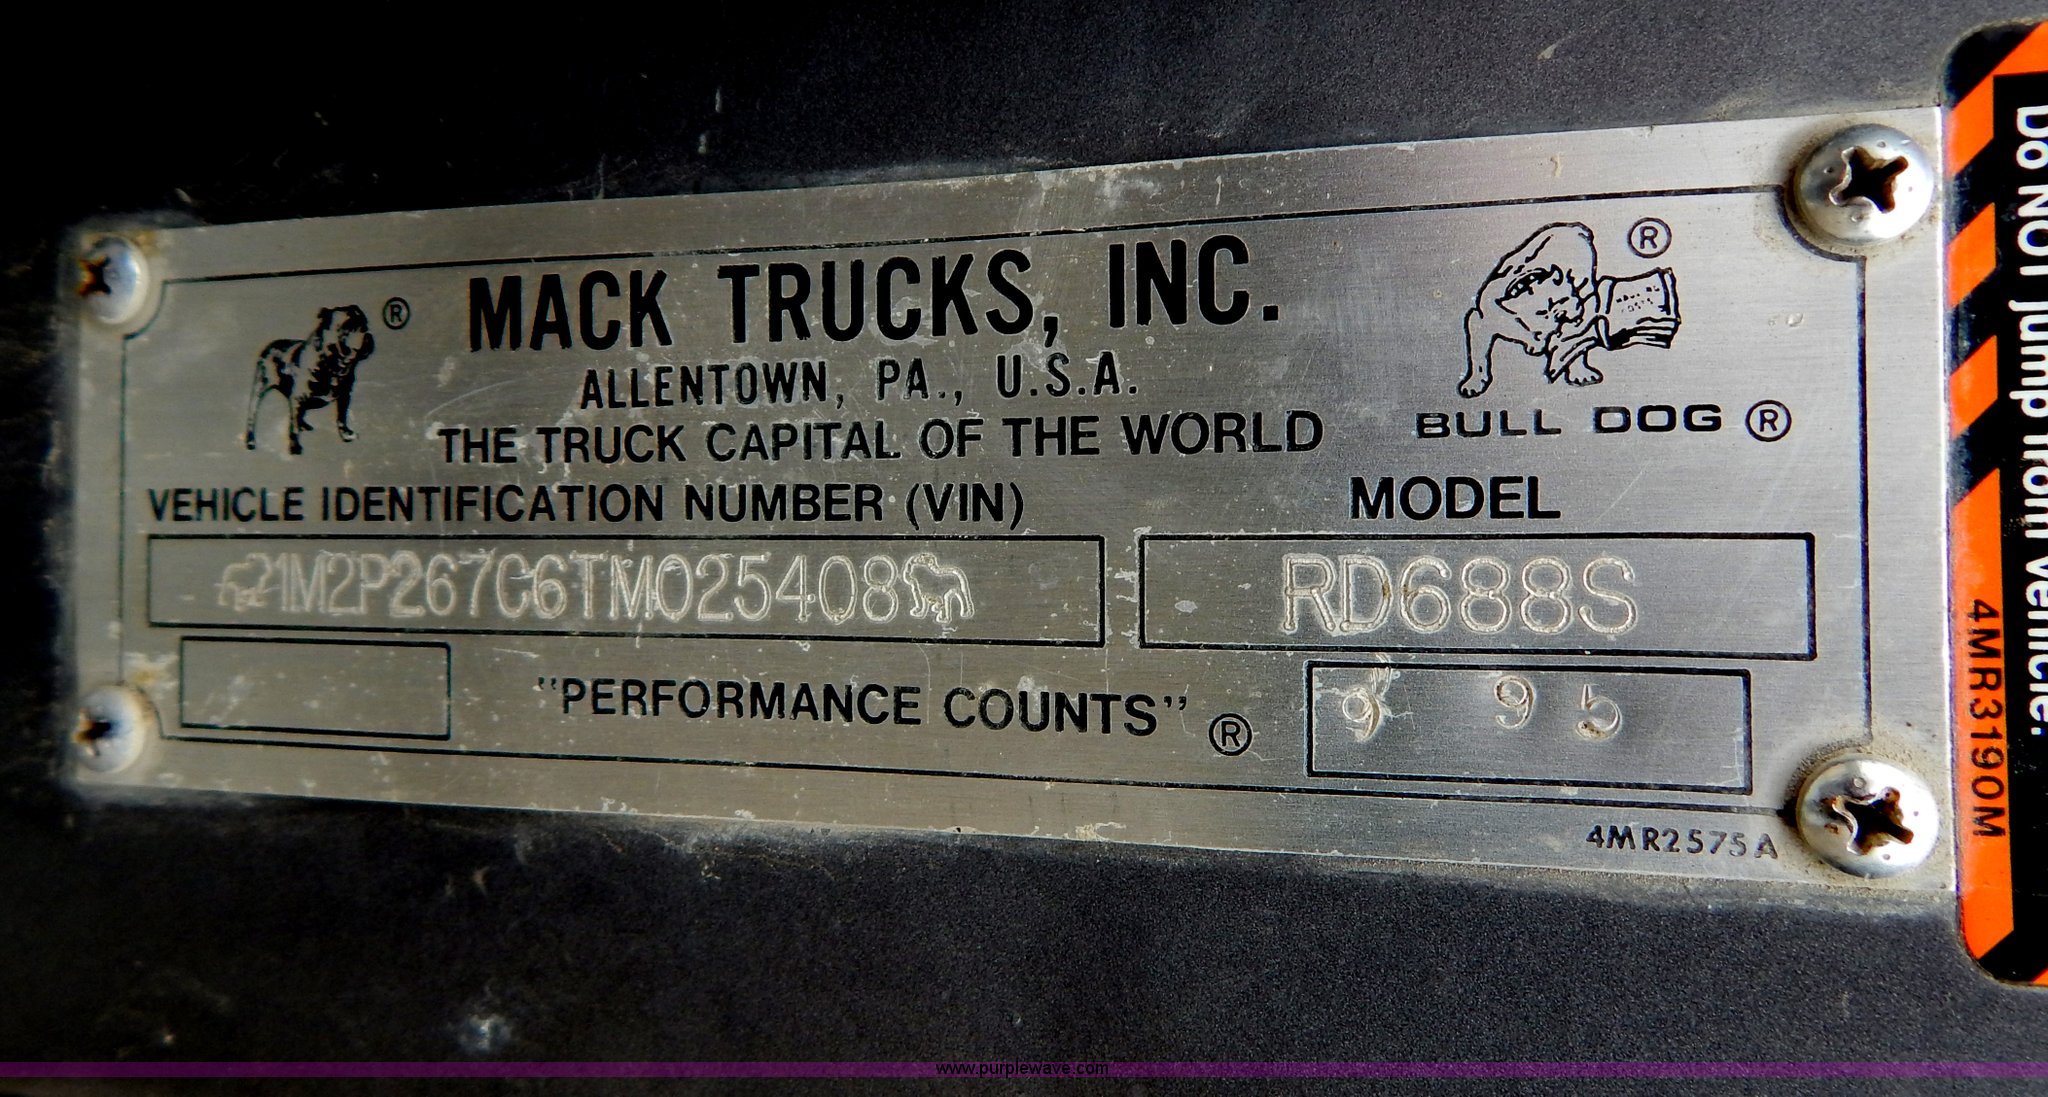 MACK TRUCKS, INC.
ALLENTOWN, PA., U.S.A.
THE TRUCK CAPITAL OF THE WORLD
®
®
BULL DOG ®
VEHICLE IDENTIFICATION NUMBER (VIN)
MODEL
1M2P267C6TM025408
RD688S
"PERFORMANCE COUNTS" ®
9 95
4MR2575A
Do NOT jump from vehicle.
4MR3190M
www.purplewave.com